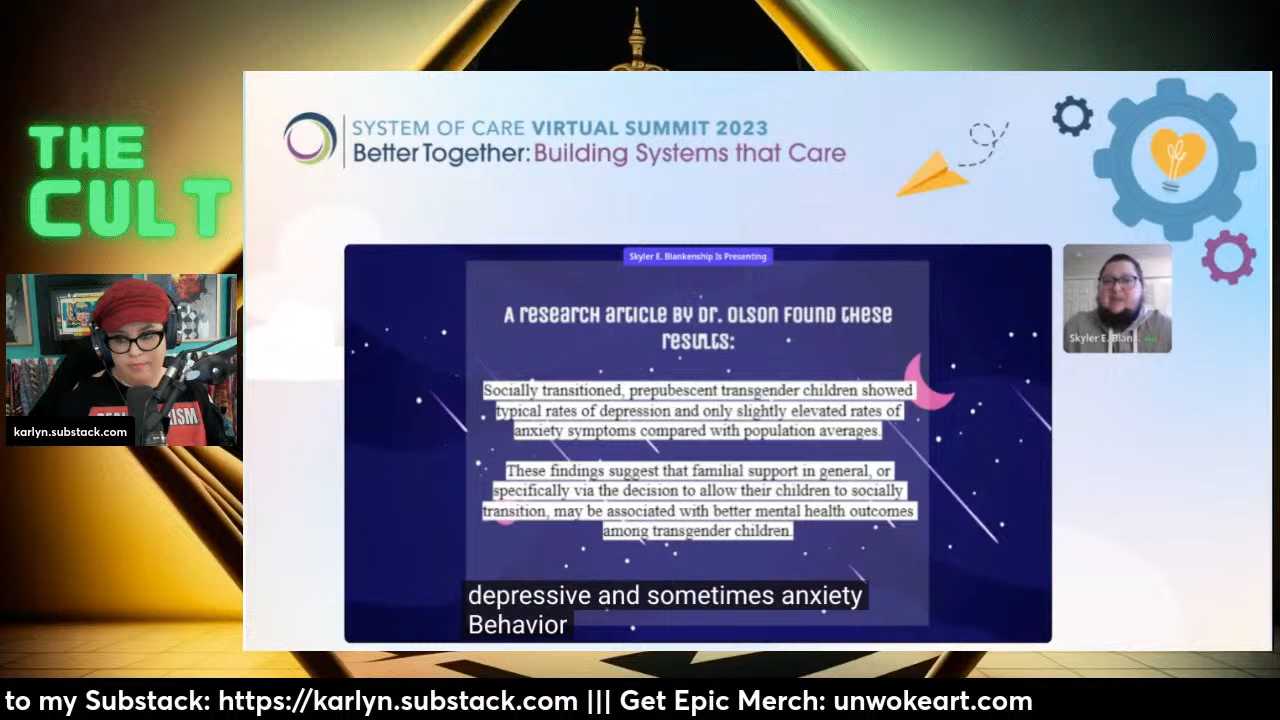 THE
CULT
karlyn.substack.com
SYSTEM OF CARE VIRTUAL SUMMIT 2023
Better Together: Building Systems that Care
Skyler E. Blankenship Is Presenting
A research article by Dr. Olson found these
results:
Socially transitioned, prepubescent transgender children showed
typical rates of depression and only slightly elevated rates of
anxiety symptoms compared with population averages.
These findings suggest that familial support in general, or
specifically via the decision to allow their children to socially
transition, may be associated with better mental health outcomes
among transgender children.
depressive and sometimes anxiety
Behavior
Skyler E. Blan
to my Substack: https://karlyn.substack.com ||| Get Epic Merch: unwokeart.com